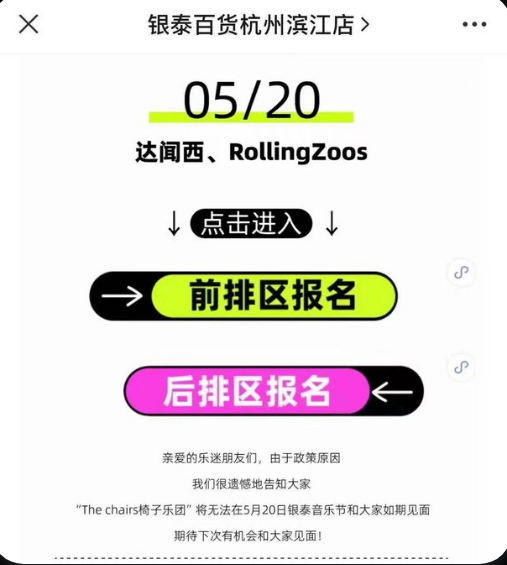 银泰百货杭州滨江店
05/20
达闻西、RollingZoos
↓点击进入↓
→前排区报名
后排区报名←
亲爱的乐迷朋友们，由于政策原因
我们很遗憾地告知大家
“The chairs椅子乐团”将无法在5月20日银泰音乐节和大家如期见面
期待下次有机会和大家见面！